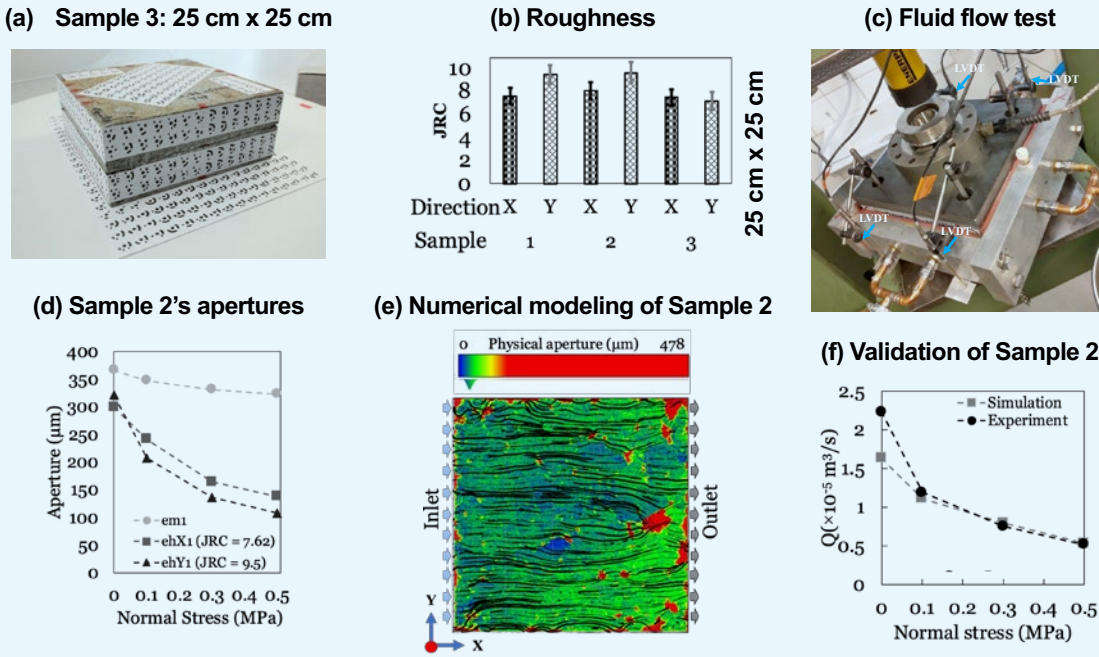 (a) Sample 3: 25 cm x 25 cm
(b) Roughness
JRC
10
8
6
4
2
0
Direction X Y X Y X Y
Sample 1 2 3
25 cm x 25 cm
(c) Fluid flow test
LVDT
LVDT
LVDT
LVDT
ENERPAC
(d) Sample 2's apertures
Aperture (µm)
400
350
300
250
200
150
100
50
0
em1
ehX1 (JRC = 7.62)
ehY1 (JRC = 9.5)
0 0.1 0.2 0.3 0.4 0.5
Normal Stress (MPa)
(e) Numerical modeling of Sample 2
0 Physical aperture (µm) 478
Inlet
Outlet
Y
X
(f) Validation of Sample 2
Q(×10⁻⁵ m³/s)
2.5
2
1.5
1
0.5
0
Simulation
Experiment
0 0.1 0.2 0.3 0.4 0.5
Normal stress (MPa)